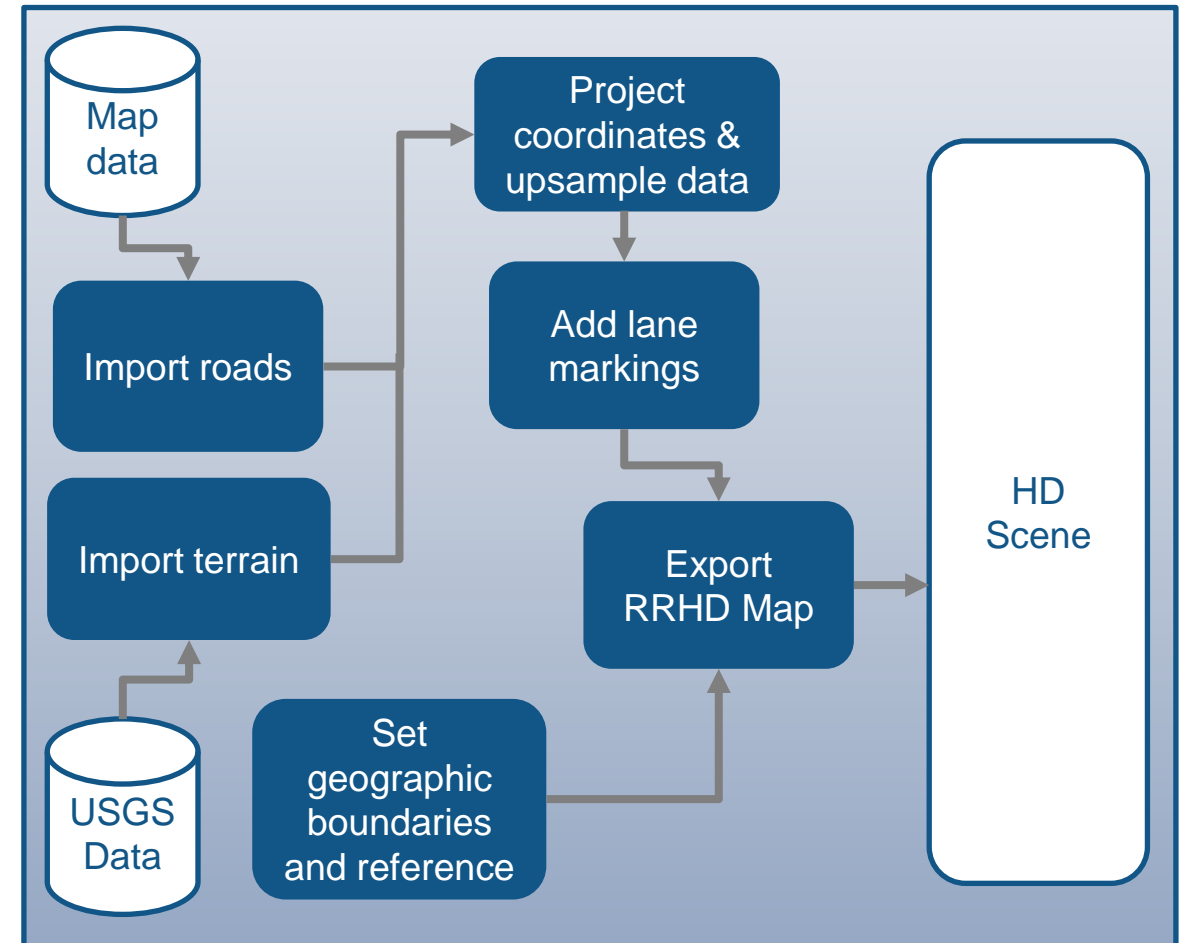 Map
data
Import roads
Import terrain
USGS
Data
Project
coordinates &
upsample data
Add lane
markings
Export
RRHD Map
Set
geographic
boundaries
and reference
HD
Scene